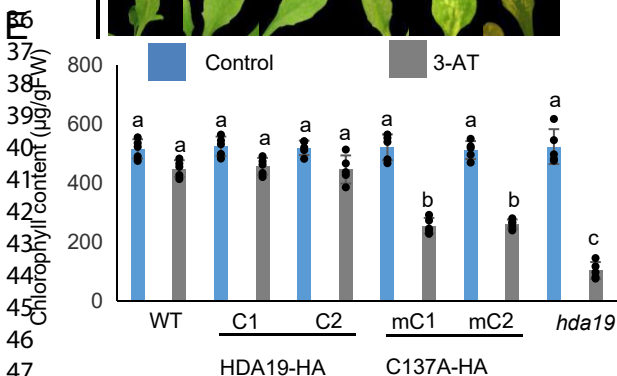 E
36
37
38
39
40
41
42
43
44
45
46
47
Chlorophyll content (µg/gFW)
Control 3-AT
800
600
400
200
0
a a a a a a a b a b a c
WT C1 C2 mC1 mC2 hda19
HDA19-HA C137A-HA